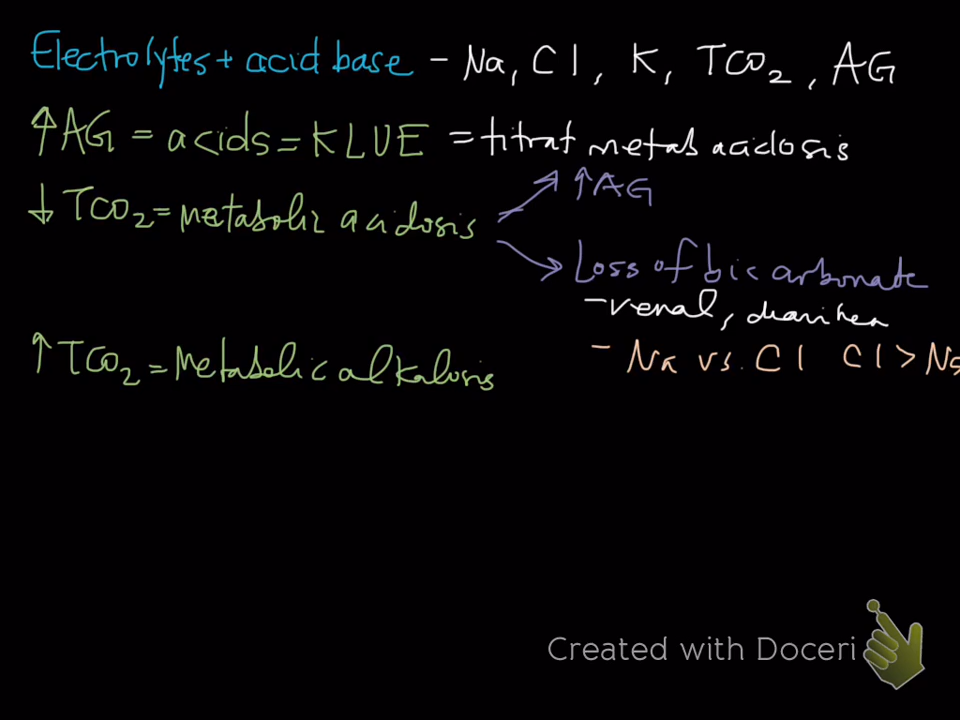 Electrolytes + acid base - Na, Cl, K, TCO2, AG
↑AG = acids = KLUE = titrat metab acidosis
↓ TCO2 = metabolic acidosis
↑AG
Loss of bicarbonate
- renal, diarrhea
- Na vs. Cl Cl > Na
↑ TCO2 = Metabolic alkalosis
Created with Doceri